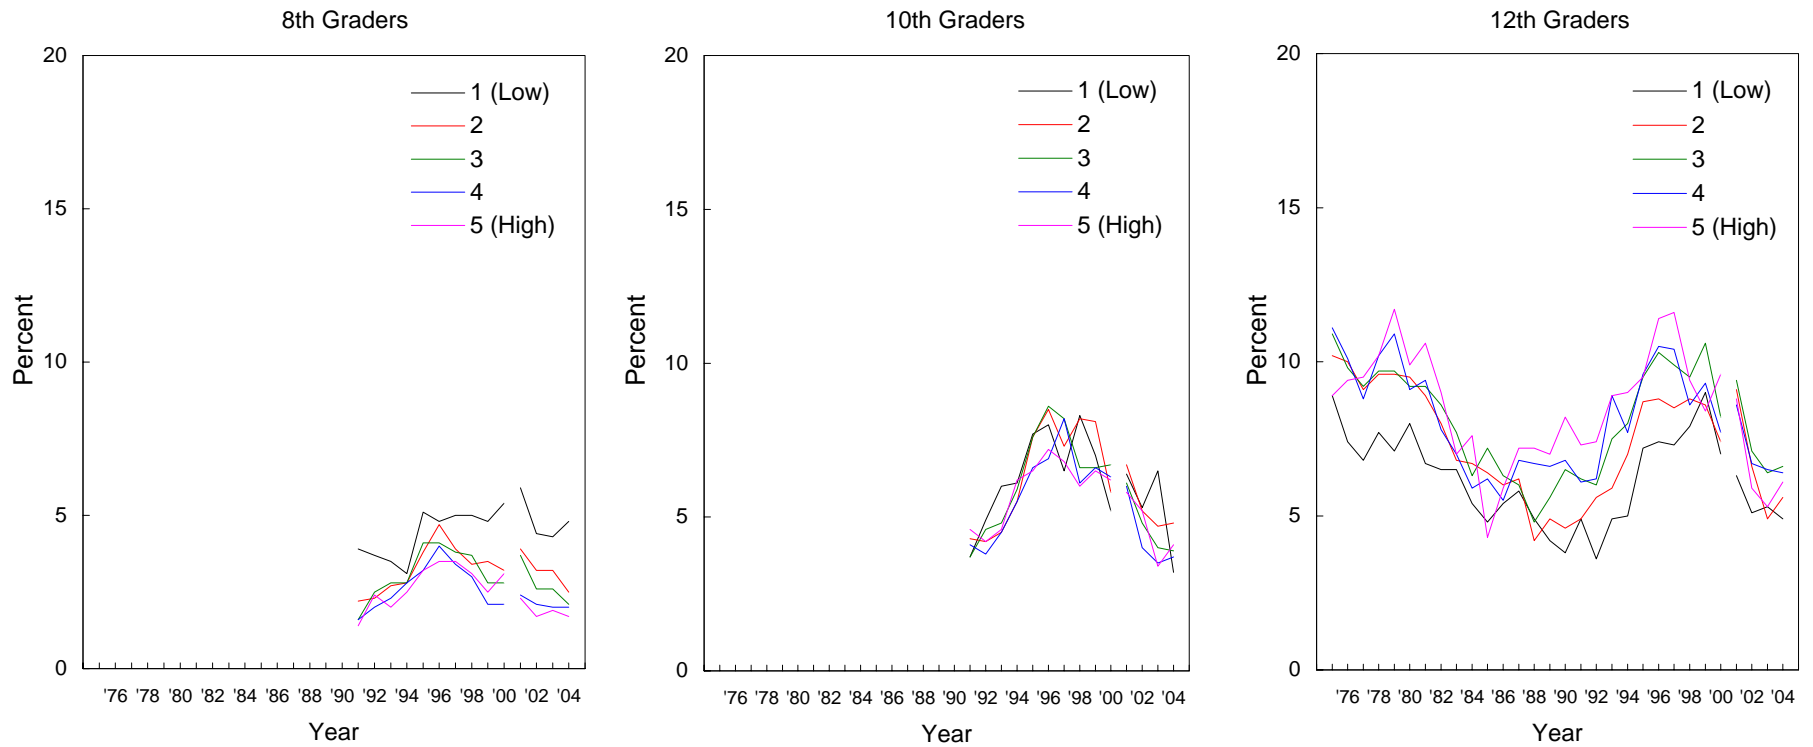 8th Graders
20
15
10
5
0
Percent
1 (Low)
2
3
4
5 (High)
'76 '78 '80 '82 '84 '86 '88 '90 '92 '94 '96 '98 '00 '02 '04
Year
10th Graders
20
15
10
5
0
Percent
1 (Low)
2
3
4
5 (High)
'76 '78 '80 '82 '84 '86 '88 '90 '92 '94 '96 '98 '00 '02 '04
Year
12th Graders
20
15
10
5
0
Percent
1 (Low)
2
3
4
5 (High)
'76 '78 '80 '82 '84 '86 '88 '90 '92 '94 '96 '98 '00 '02 '04
Year